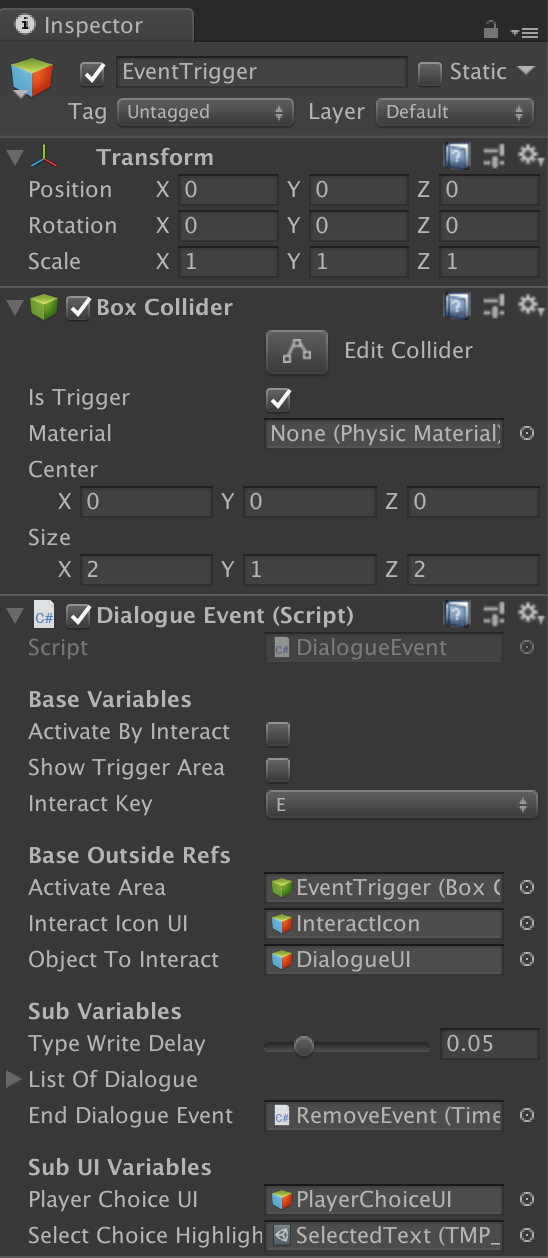 Inspector
EventTrigger Static
Tag Untagged Layer Default
Transform
Position X 0 Y 0 Z 0
Rotation X 0 Y 0 Z 0
Scale X 1 Y 1 Z 1
Box Collider
Edit Collider
Is Trigger
Material None (Physic Material)
Center
X 0 Y 0 Z 0
Size
X 2 Y 1 Z 2
C# Dialogue Event (Script)
Script C# DialogueEvent
Base Variables
Activate By Interact
Show Trigger Area
Interact Key E
Base Outside Refs
Activate Area EventTrigger (Box C
Interact Icon UI InteractIcon
Object To Interact DialogueUI
Sub Variables
Type Write Delay 0.05
List Of Dialogue
End Dialogue Event C# RemoveEvent (Time
Sub UI Variables
Player Choice UI PlayerChoiceUI
Select Choice Highligh SelectedText (TMP_